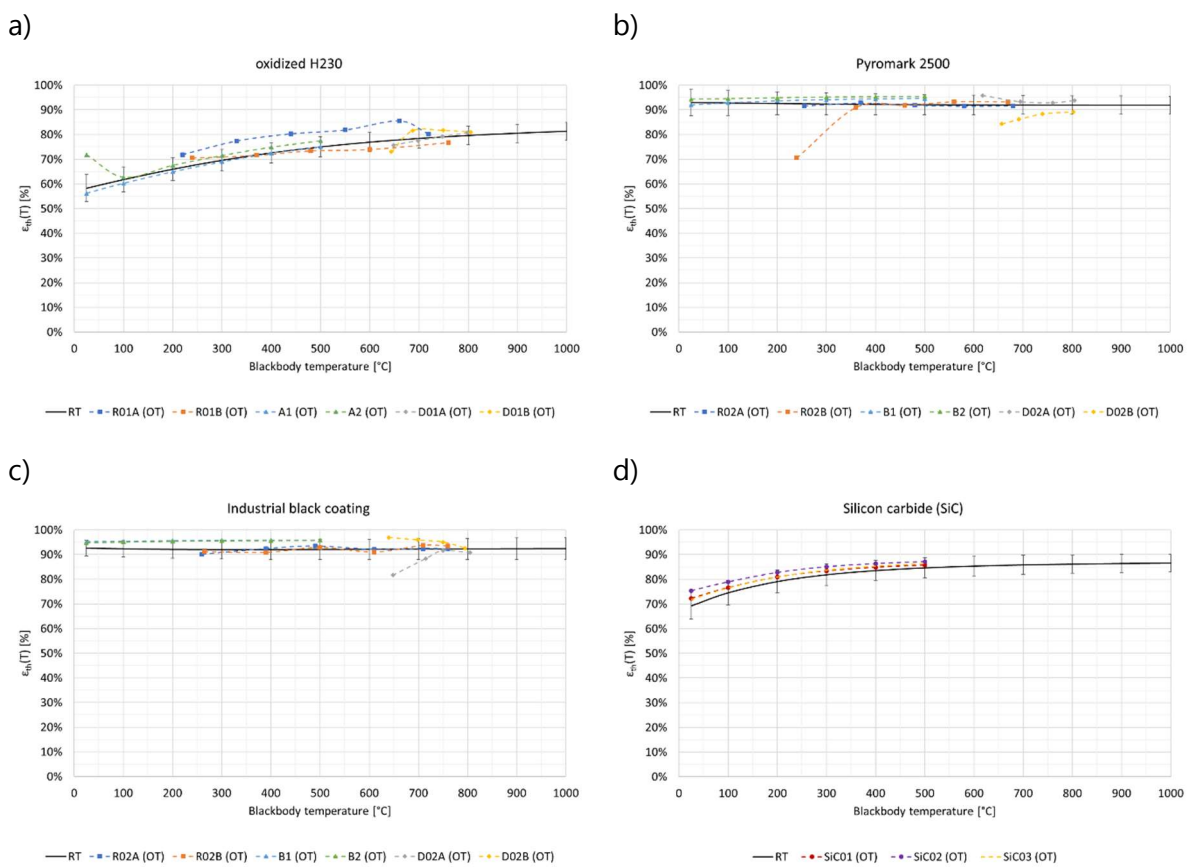 a)
oxidized H230
100%
90%
80%
70%
60%
50%
40%
30%
20%
10%
0%
εth(T) [%]
0 100 200 300 400 500 600 700 800 900 1000
Blackbody temperature [°C]
RT R01A (OT) R01B (OT) A1 (OT) A2 (OT) D01A (OT) D01B (OT)
b)
Pyromark 2500
100%
90%
80%
70%
60%
50%
40%
30%
20%
10%
0%
εth(T) [%]
0 100 200 300 400 500 600 700 800 900 1000
Blackbody temperature [°C]
RT R02A (OT) R02B (OT) B1 (OT) B2 (OT) D02A (OT) D02B (OT)
c)
Industrial black coating
100%
90%
80%
70%
60%
50%
40%
30%
20%
10%
0%
εth(T) [%]
0 100 200 300 400 500 600 700 800 900 1000
Blackbody temperature [°C]
RT R02A (OT) R02B (OT) B1 (OT) B2 (OT) D02A (OT) D02B (OT)
d)
Silicon carbide (SiC)
100%
90%
80%
70%
60%
50%
40%
30%
20%
10%
0%
εth(T) [%]
0 100 200 300 400 500 600 700 800 900 1000
Blackbody temperature [°C]
RT SiC01 (OT) SiC02 (OT) SiC03 (OT)